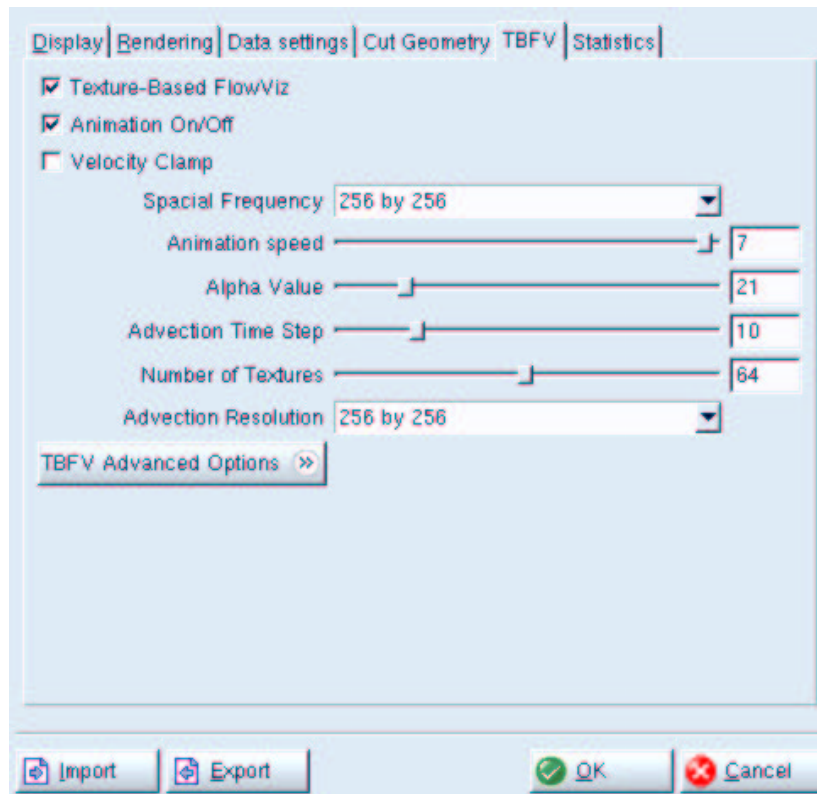 Display Rendering Data settings Cut Geometry TBFV Statistics
Texture-Based FlowViz
Animation On/Off
Velocity Clamp
Spacial Frequency 256 by 256
Animation speed 7
Alpha Value 21
Advection Time Step 10
Number of Textures 64
Advection Resolution 256 by 256
TBFV Advanced Options »
Import Export OK Cancel